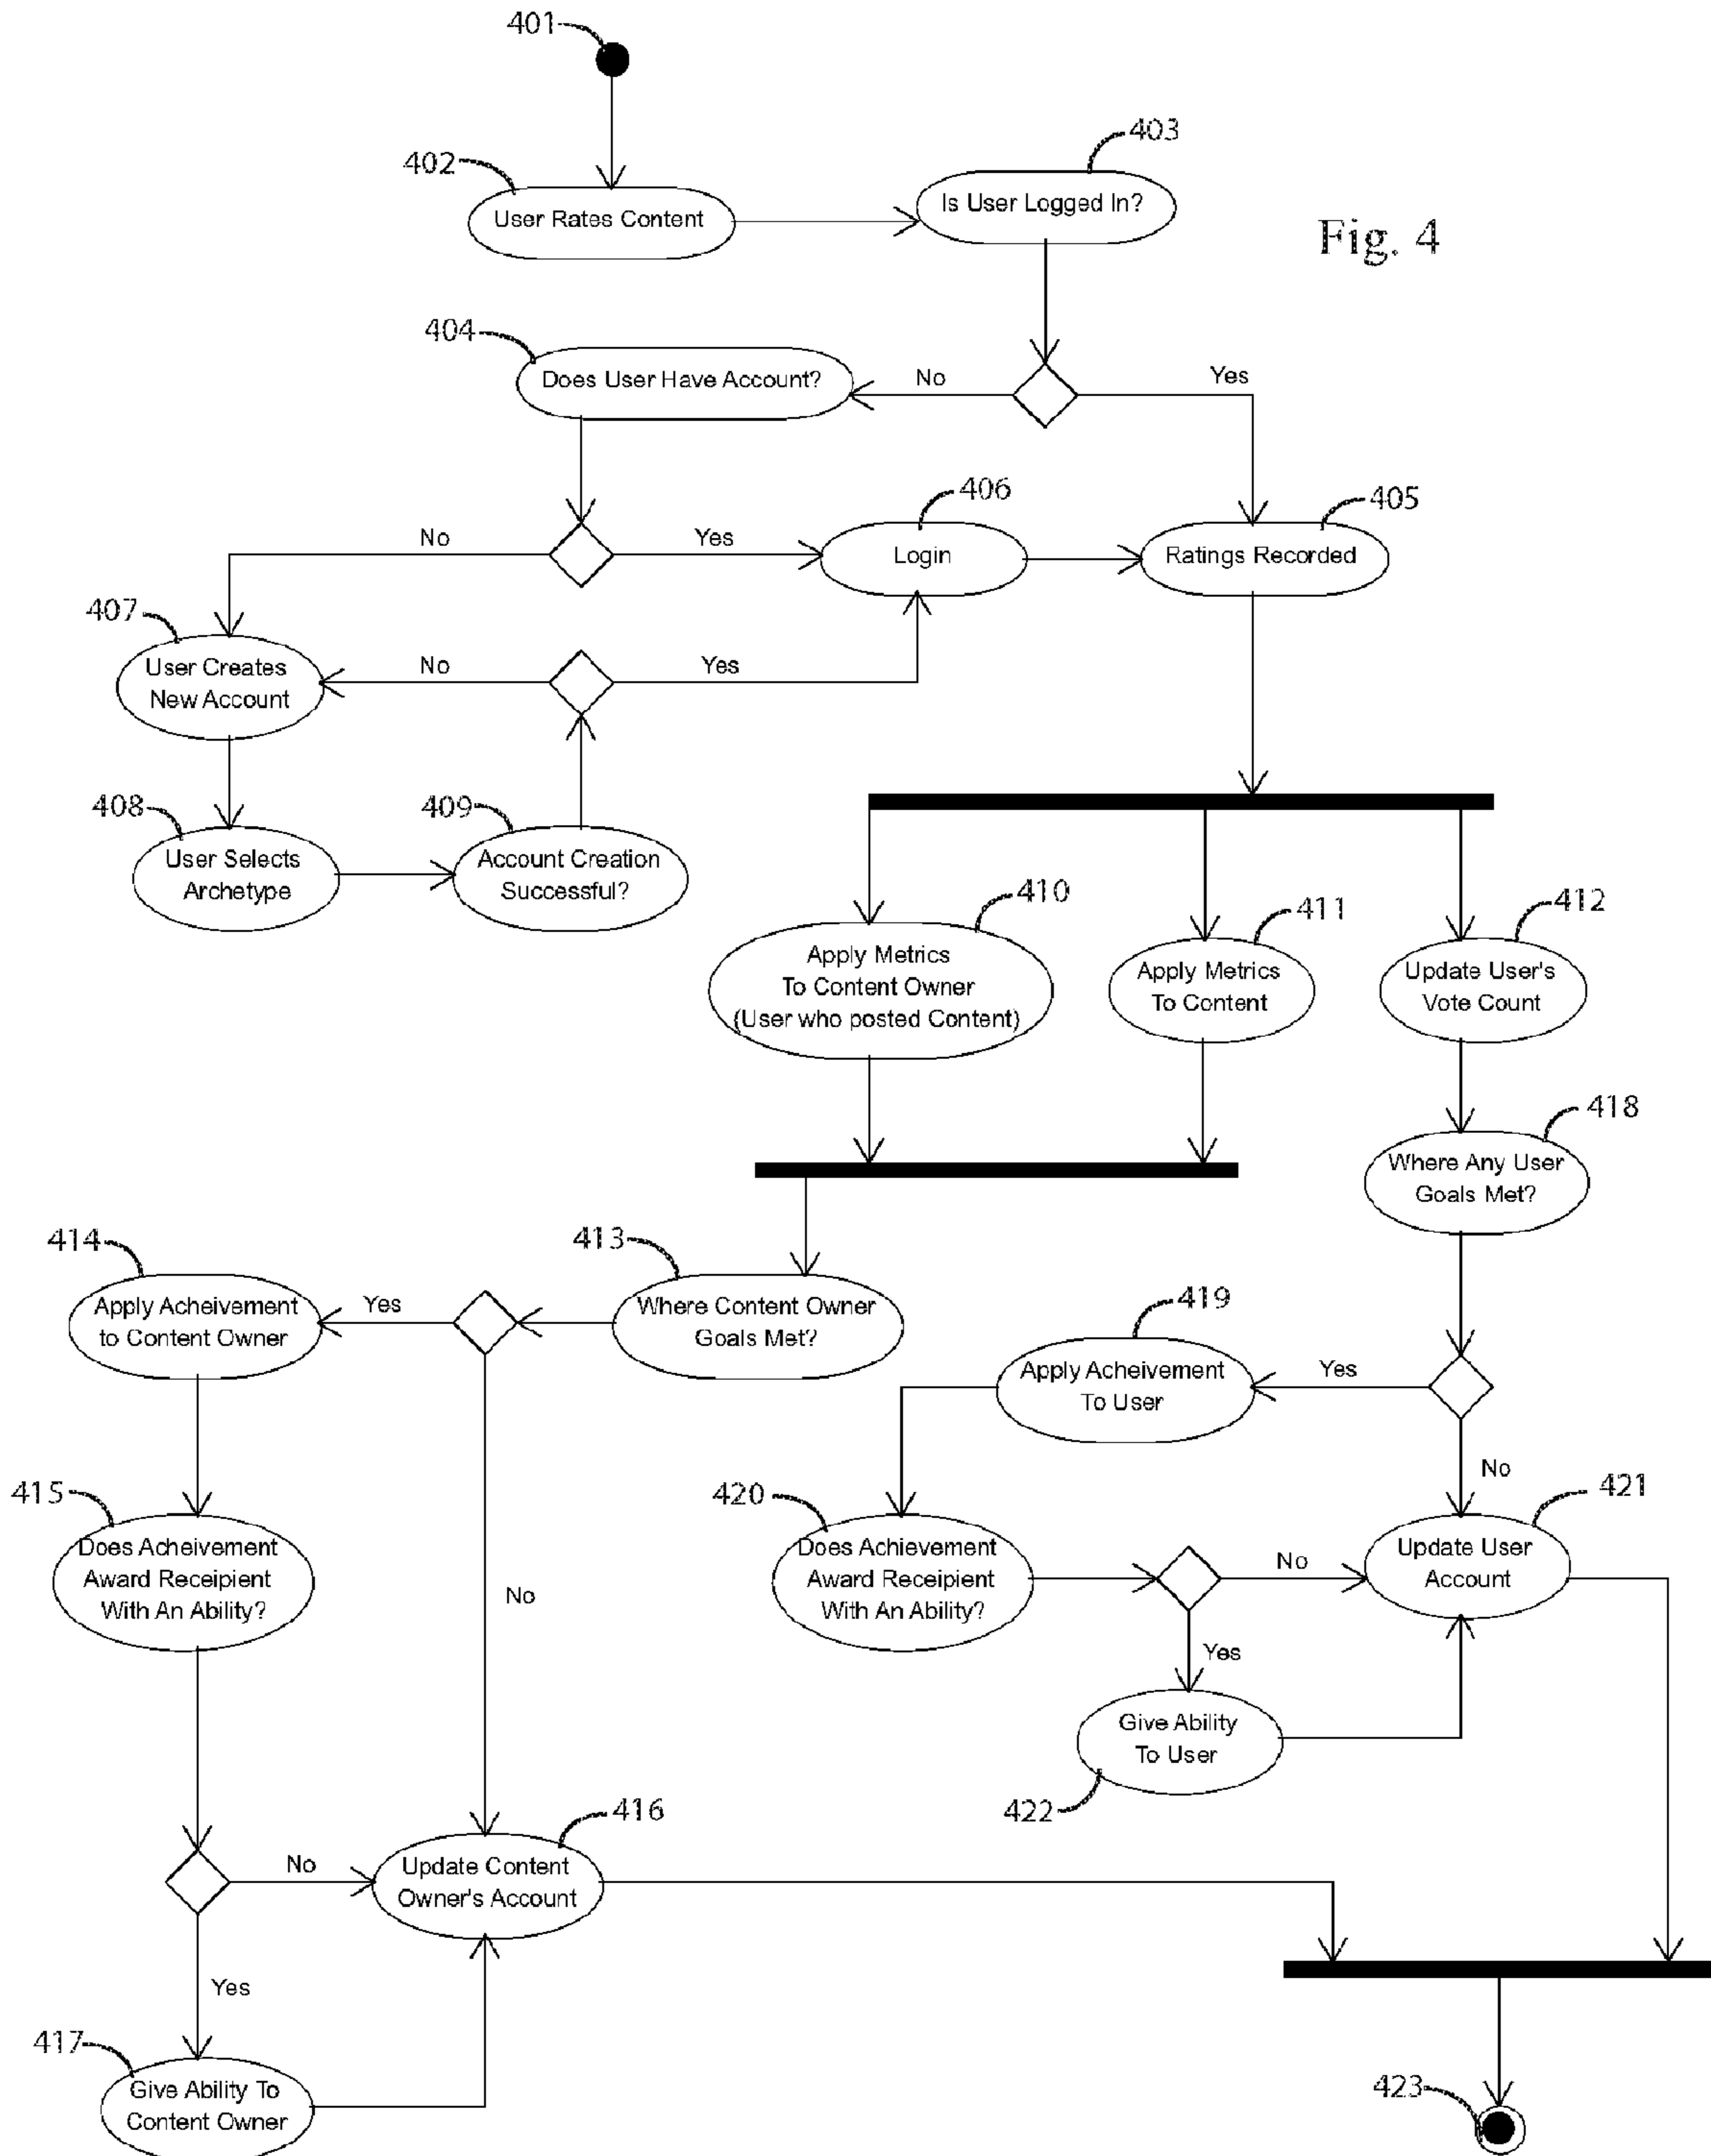 401
402
User Rates Content
403
Is User Logged In?
Fig. 4
404
Does User Have Account?
No
Yes
No
Yes
406
Login
405
Ratings Recorded
407
User Creates
New Account
No
Yes
408
User Selects
Archetype
409
Account Creation
Successful?
410
Apply Metrics
To Content Owner
(User who posted Content)
411
Apply Metrics
To Content
412
Update User's
Vote Count
418
Where Any User
Goals Met?
414
Apply Acheivement
to Content Owner
Yes
413
Where Content Owner
Goals Met?
419
Apply Acheivement
To User
Yes
No
415
Does Acheivement
Award Receipient
With An Ability?
No
420
Does Achievement
Award Receipient
With An Ability?
No
421
Update User
Account
Yes
Give Ability
To User
422
416
Update Content
Owner's Account
No
Yes
417
Give Ability To
Content Owner
423